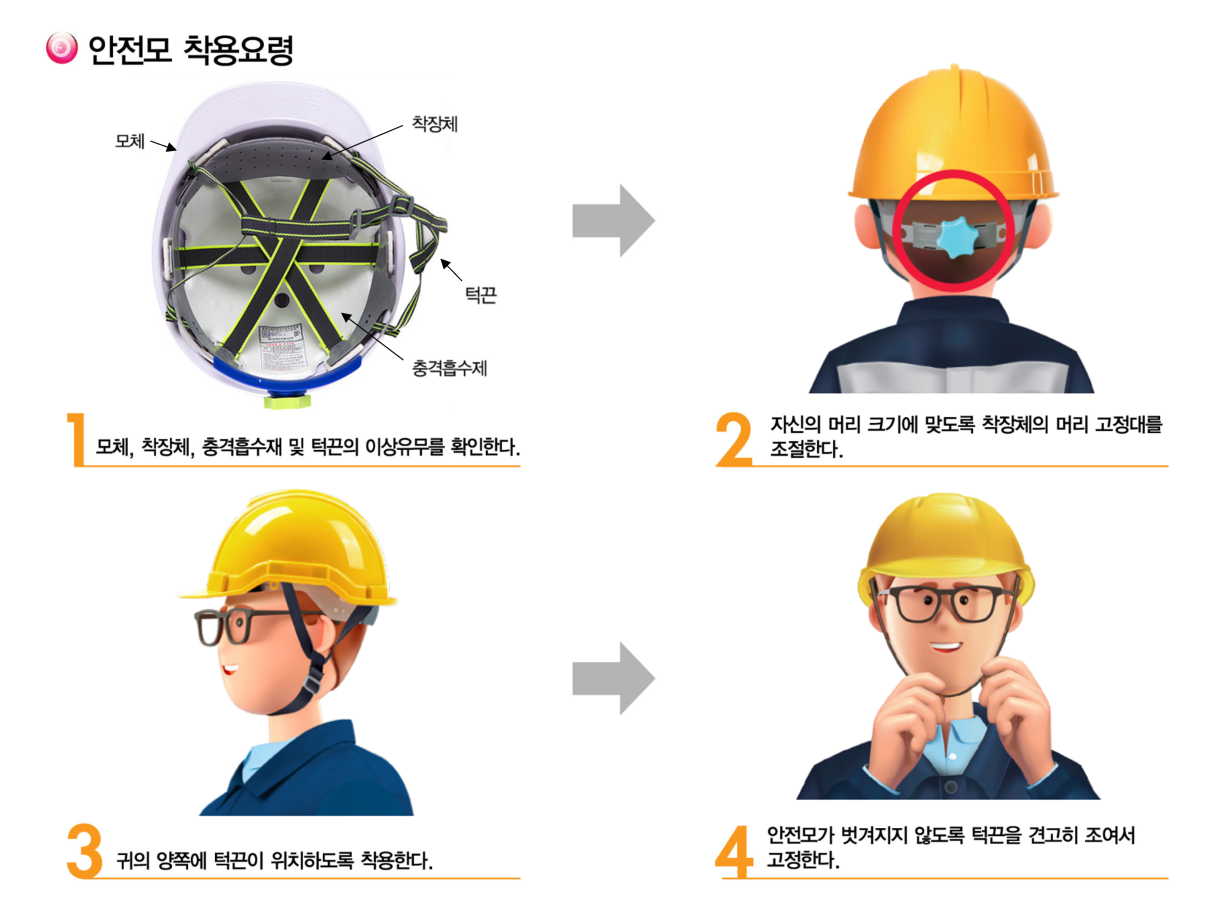 안전모 착용요령
모체
착장체
턱끈
충격흡수제
1 모체, 착장체, 충격흡수재 및 턱끈의 이상유무를 확인한다.
2 자신의 머리 크기에 맞도록 착장체의 머리 고정대를
조절한다.
3 귀의 양쪽에 턱끈이 위치하도록 착용한다.
4 안전모가 벗겨지지 않도록 턱끈을 견고히 조여서
고정한다.